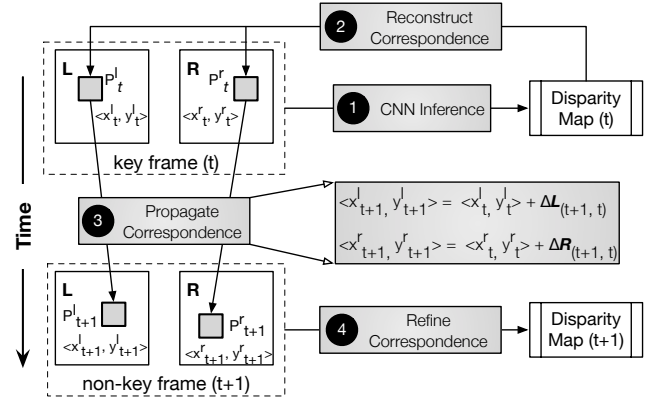 2 Reconstruct
Correspondence
L
R
P^l_t
P^r_t
<x^l_t, y^l_t>
<x^r_t, y^r_t>
key frame (t)
1 CNN Inference
Disparity
Map (t)
Time
3 Propagate
Correspondence
<x^l_{t+1}, y^l_{t+1}> = <x^l_t, y^l_t> + ΔL_{(t+1, t)}
<x^r_{t+1}, y^r_{t+1}> = <x^r_t, y^r_t> + ΔR_{(t+1, t)}
L
R
P^l_{t+1}
P^r_{t+1}
<x^l_{t+1}, y^l_{t+1}>
<x^r_{t+1}, y^r_{t+1}>
non-key frame (t+1)
4 Refine
Correspondence
Disparity
Map (t+1)